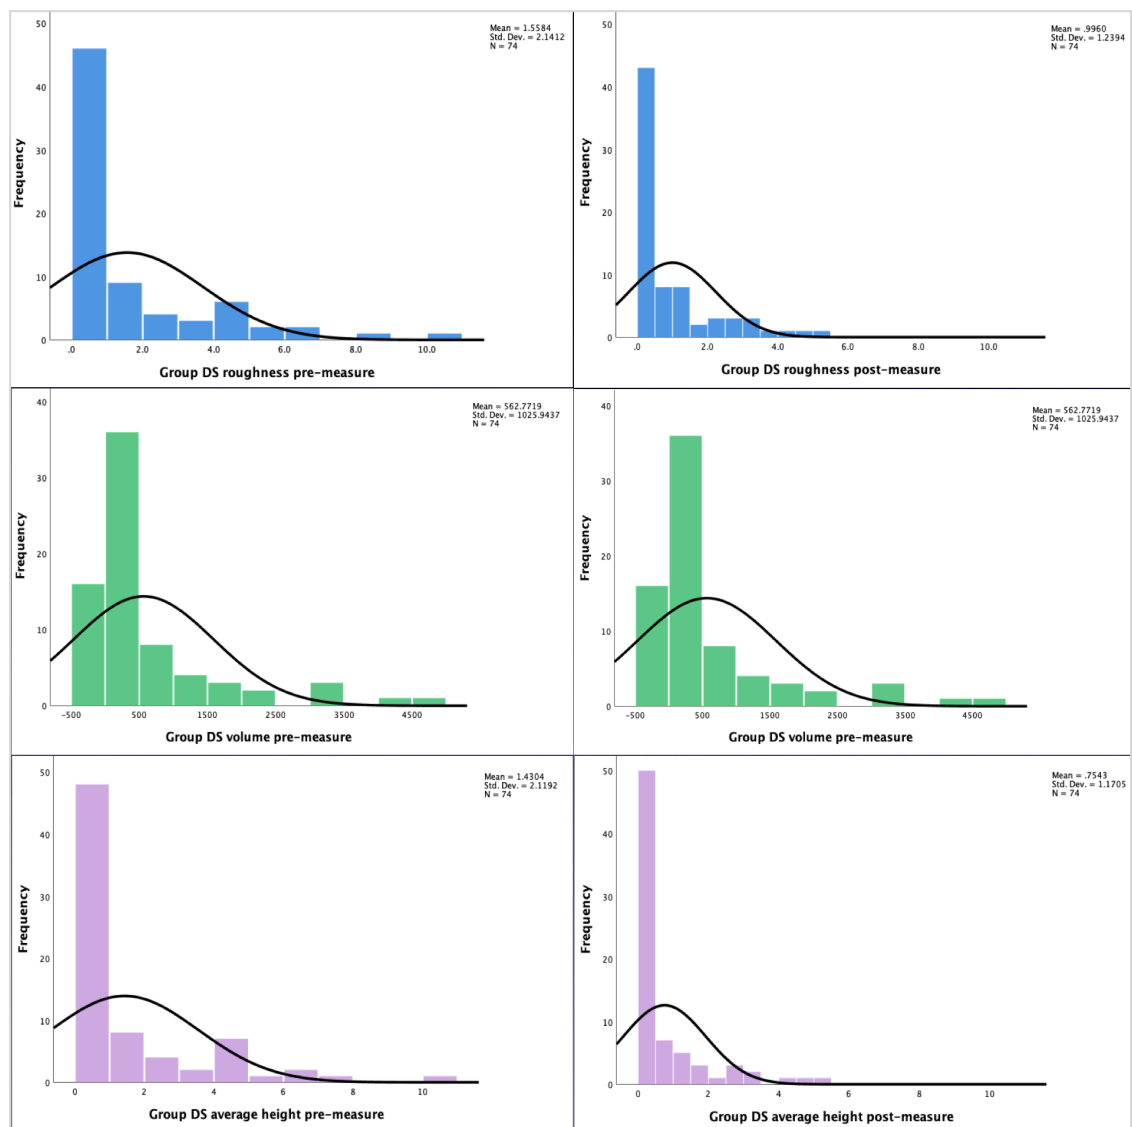 50
40
30
20
10
0
Frequency
Mean = 1.5584
Std. Dev. = 2.1412
N = 74
.0 2.0 4.0 6.0 8.0 10.0
Group DS roughness pre-measure
50
40
30
20
10
0
Frequency
Mean = .9960
Std. Dev. = 1.2394
N = 74
.0 2.0 4.0 6.0 8.0 10.0
Group DS roughness post-measure
40
30
20
10
0
Frequency
Mean = 562.7719
Std. Dev. = 1025.9437
N = 74
-500 500 1500 2500 3500 4500
Group DS volume pre-measure
40
30
20
10
0
Frequency
Mean = 562.7719
Std. Dev. = 1025.9437
N = 74
-500 500 1500 2500 3500 4500
Group DS volume pre-measure
50
40
30
20
10
0
Frequency
Mean = 1.4304
Std. Dev. = 2.1192
N = 74
0 2 4 6 8 10
Group DS average height pre-measure
50
40
30
20
10
0
Frequency
Mean = .7543
Std. Dev. = 1.1705
N = 74
0 2 4 6 8 10
Group DS average height post-measure